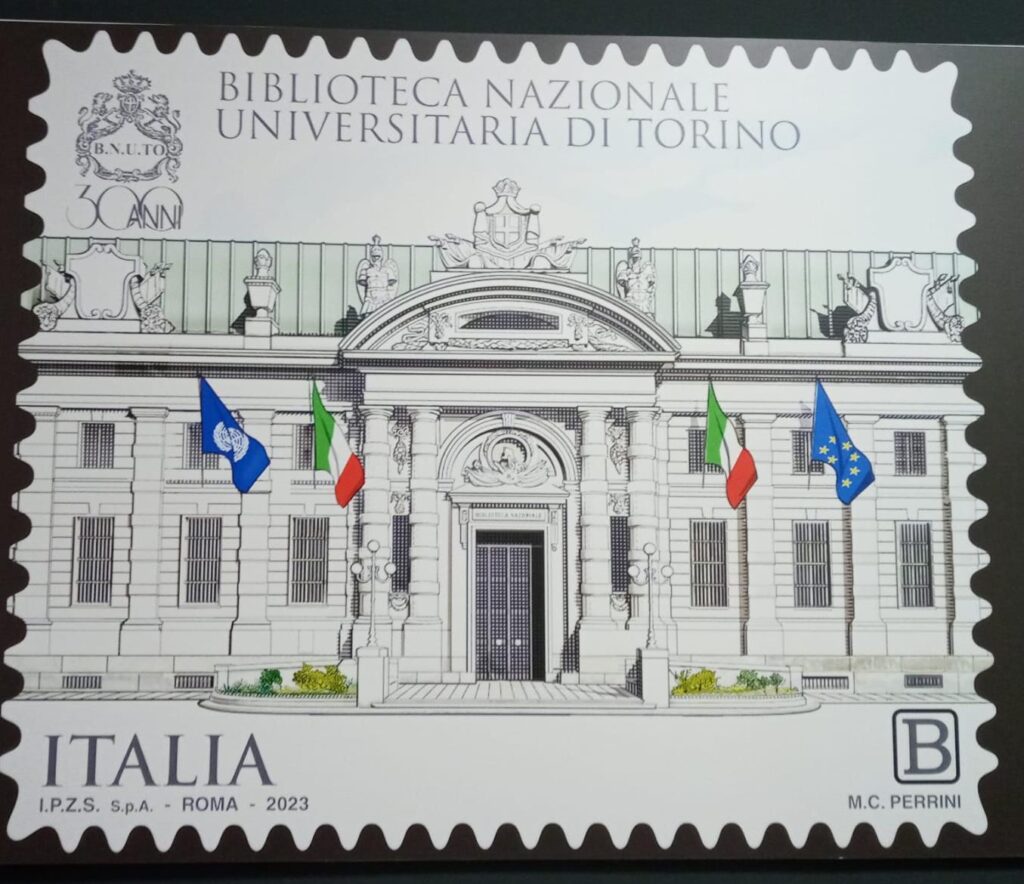 BIBLIOTECA NAZIONALE
UNIVERSITARIA DI TORINO
B.N.U.TO
300 ANNI
BIBLIOTECA NAZIONALE
ITALIA
I.P.Z.S. S.p.A. - ROMA - 2023
B
M.C. PERRINI